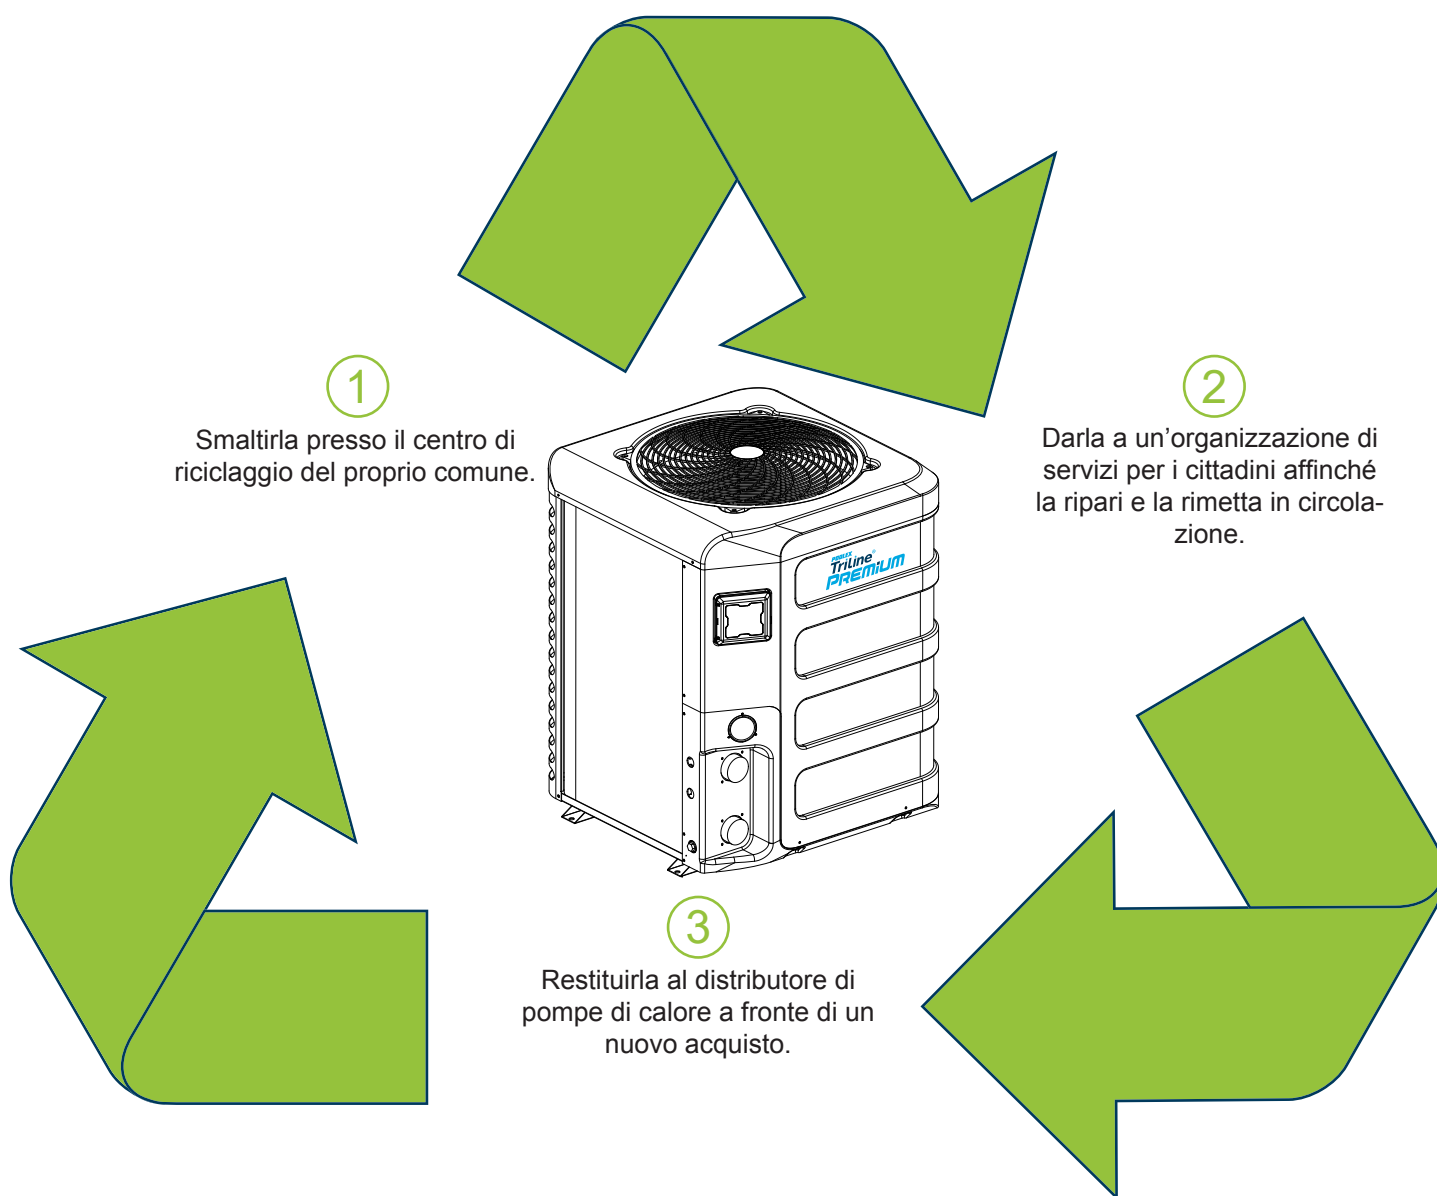 1
Smaltirla presso il centro di
riciclaggio del proprio comune.
2
Darla a un’organizzazione di
servizi per i cittadini affinché
la ripari e la rimetta in circola-
zione.
POOLEX
Triline®
PREMIUM
3
Restituirla al distributore di
pompe di calore a fronte di un
nuovo acquisto.